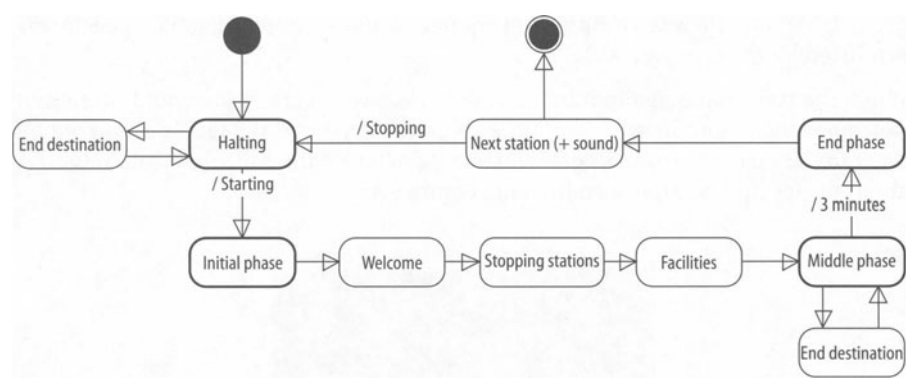 / Stopping
End destination
Halting
Next station (+ sound)
End phase
/ Starting
/ 3 minutes
Initial phase
Welcome
Stopping stations
Facilities
Middle phase
End destination